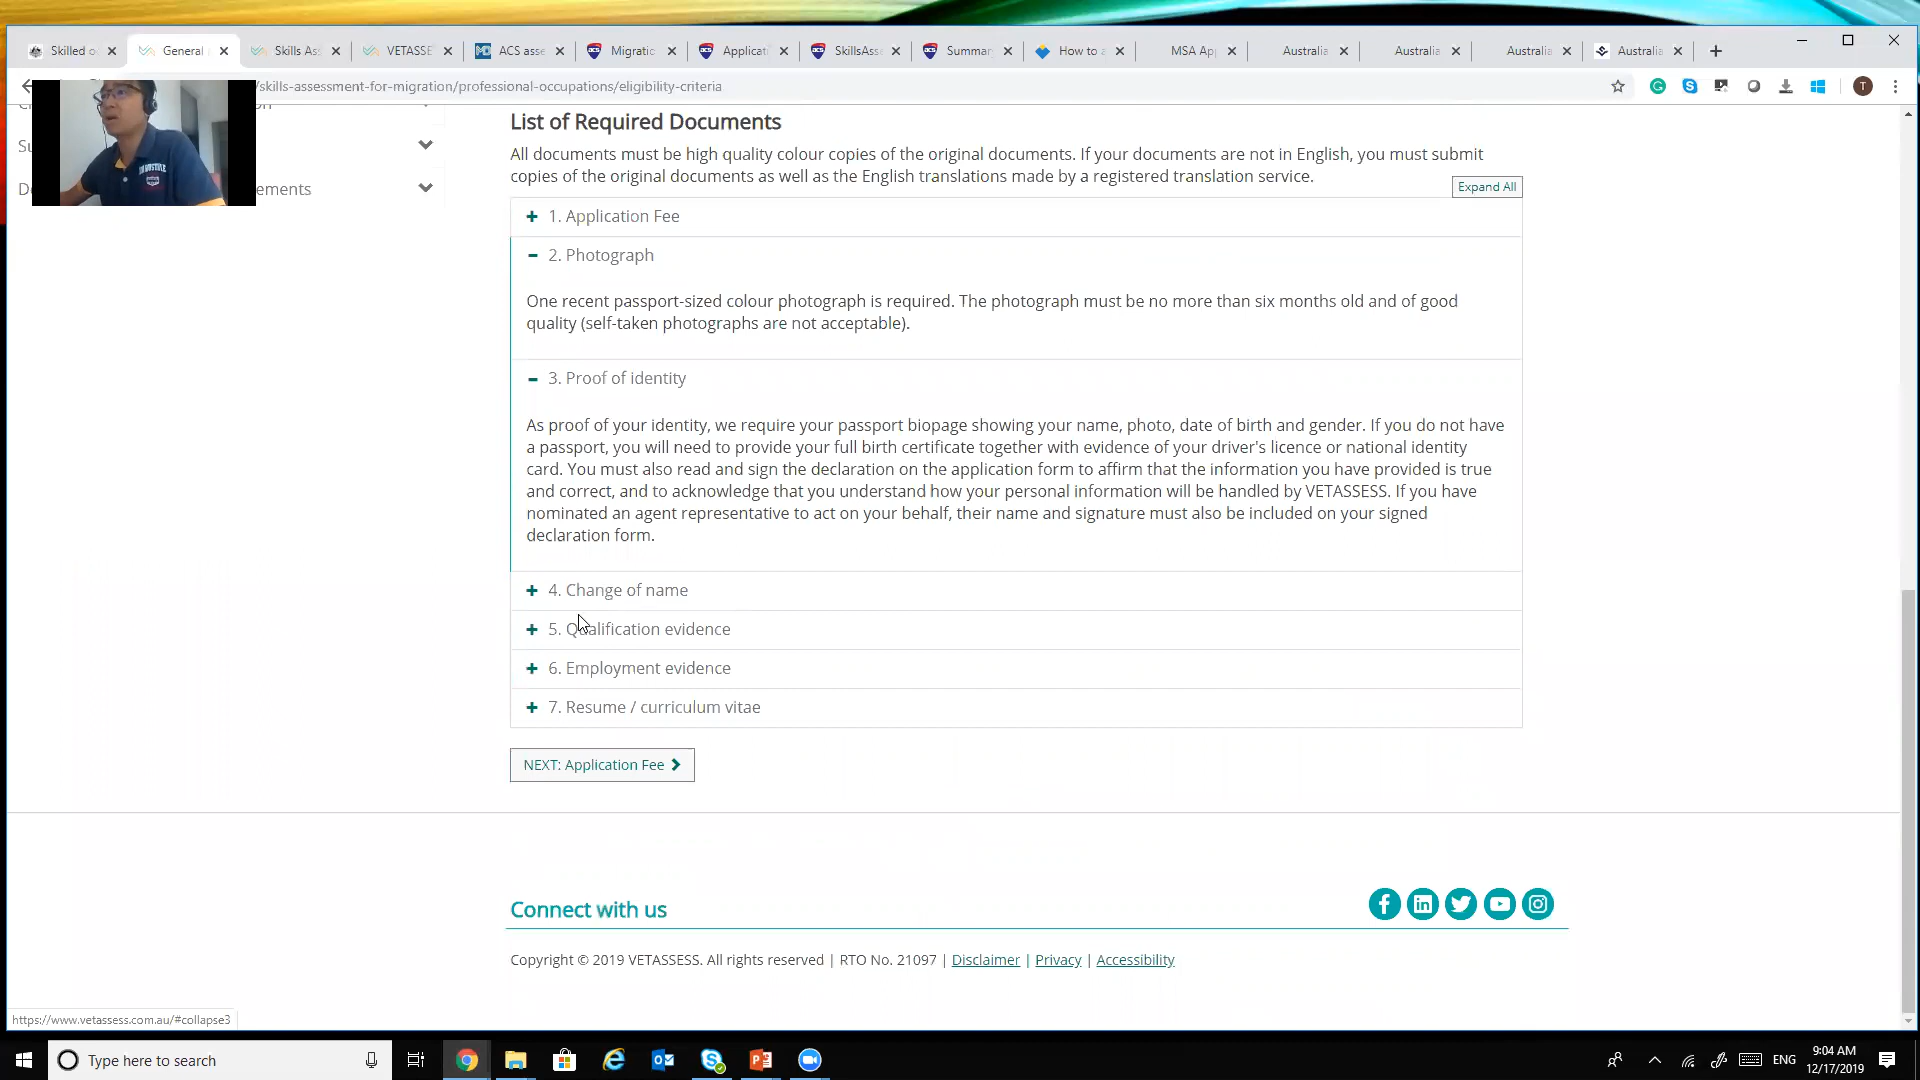 Skilled o
General
Skills As
VETASSE
ACS asse
Migratic
Applicat
SkillsAss
Summar
How to a
MSA Ap
Australia
Australia
Australia
Australia
/skills-assessment-for-migration/professional-occupations/eligibility-criteria
T
ements
List of Required Documents
All documents must be high quality colour copies of the original documents. If your documents are not in English, you must submit
copies of the original documents as well as the English translations made by a registered translation service.
Expand All
1. Application Fee
2. Photograph
One recent passport-sized colour photograph is required. The photograph must be no more than six months old and of good
quality (self-taken photographs are not acceptable).
3. Proof of identity
As proof of your identity, we require your passport biopage showing your name, photo, date of birth and gender. If you do not have
a passport, you will need to provide your full birth certificate together with evidence of your driver's licence or national identity
card. You must also read and sign the declaration on the application form to affirm that the information you have provided is true
and correct, and to acknowledge that you understand how your personal information will be handled by VETASSESS. If you have
nominated an agent representative to act on your behalf, their name and signature must also be included on your signed
declaration form.
4. Change of name
5. Qualification evidence
6. Employment evidence
7. Resume / curriculum vitae
NEXT: Application Fee
Connect with us
Copyright © 2019 VETASSESS. All rights reserved | RTO No. 21097 | Disclaimer | Privacy | Accessibility
https://www.vetassess.com.au/#collapse3
Type here to search
ENG
9:04 AM
12/17/2019